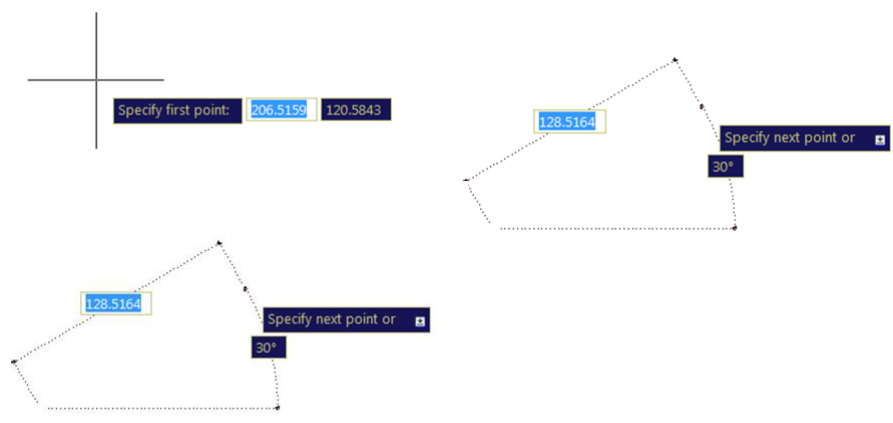 Specify first point: 206.5159 120.5843
128.5164
Specify next point or
30°
128.5164
Specify next point or
30°